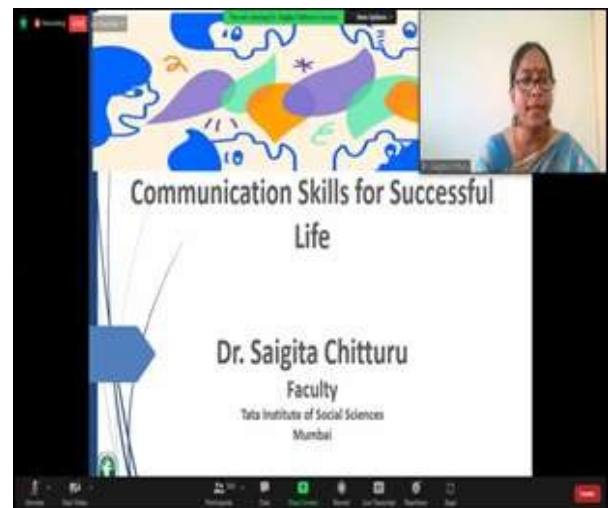 Communication Skills for Successful
Life
Dr. Saigita Chitturu
Faculty
Tata Institute of Social Sciences
Mumbai